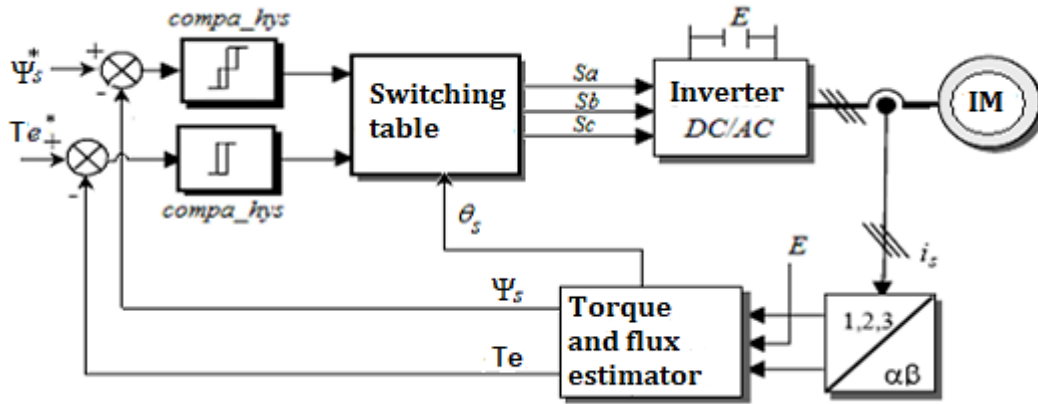 compa_hys
E
Ψs*
+
-
Switching
table
Sa
Sb
Sc
Inverter
DC/AC
IM
Te*
+
-
compa_hys
θs
is
E
Ψs
Te
Torque
and flux
estimator
1,2,3
αβ